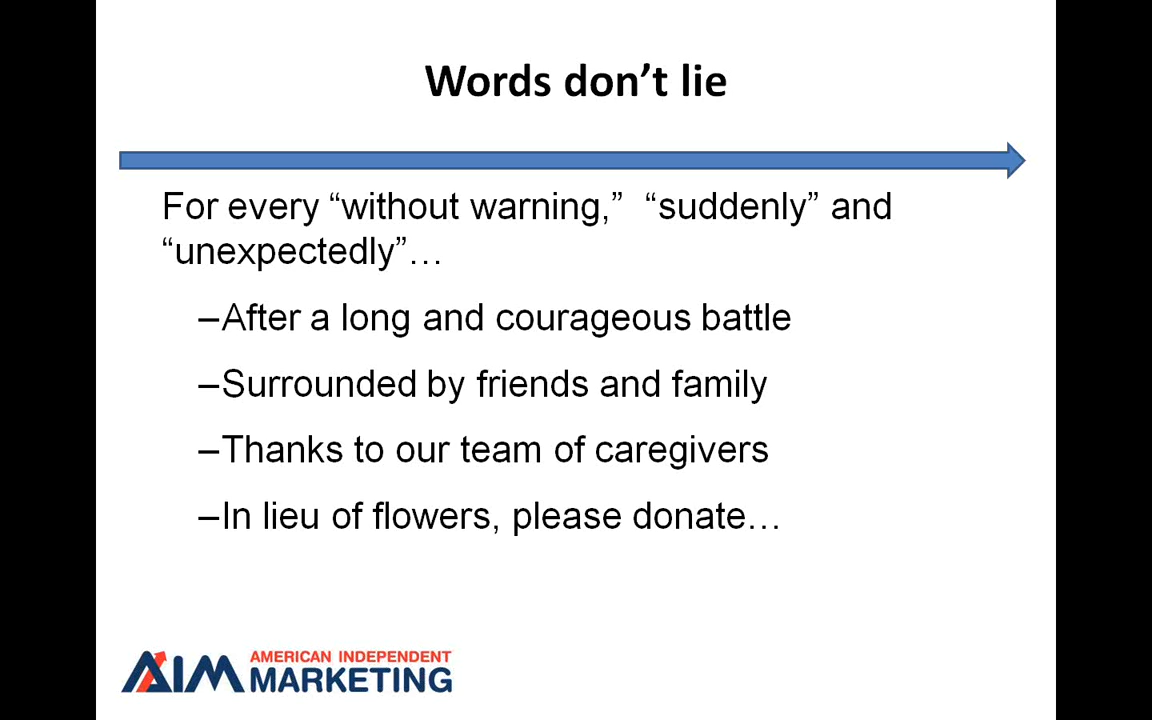 Words don’t lie
For every “without warning,” “suddenly” and
“unexpectedly”…
–After a long and courageous battle
–Surrounded by friends and family
–Thanks to our team of caregivers
–In lieu of flowers, please donate…
AIM AMERICAN INDEPENDENT
MARKETING